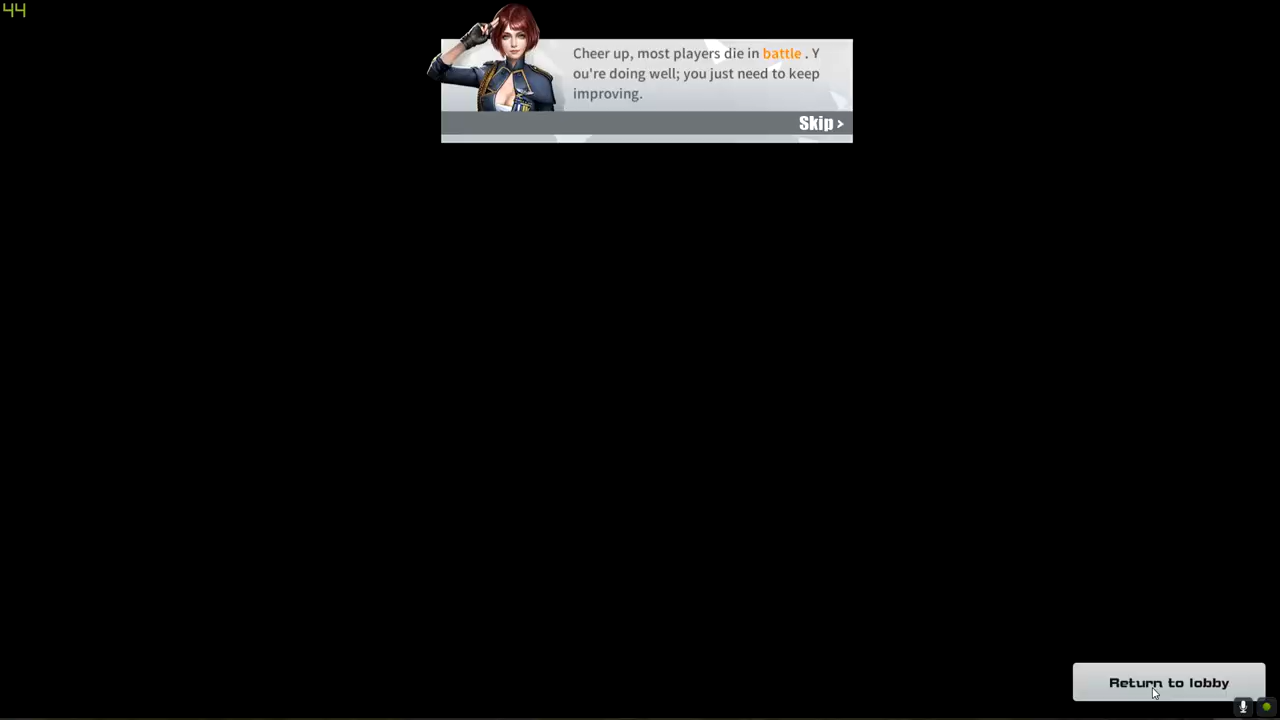 44
Cheer up, most players die in battle . Y
ou're doing well; you just need to keep
improving.
Skip >
Return to lobby